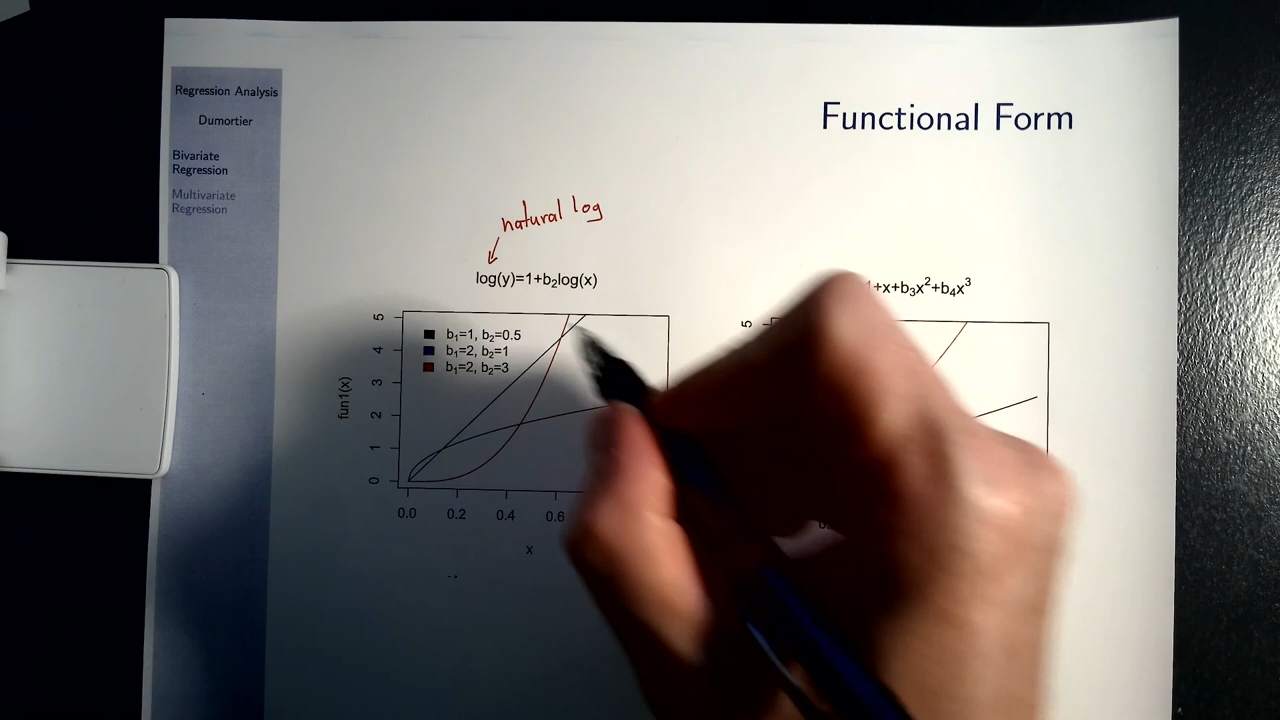 Regression Analysis
Dumortier
Bivariate
Regression
Multivariate
Regression
Functional Form
natural log
log(y)=1+b₂log(x)
+x+b₃x²+b₄x³
b₁=1, b₂=0.5
b₁=2, b₂=1
b₁=2, b₂=3
fun1(x)
5
4
3
2
1
0
0.0 0.2 0.4 0.6
x
5